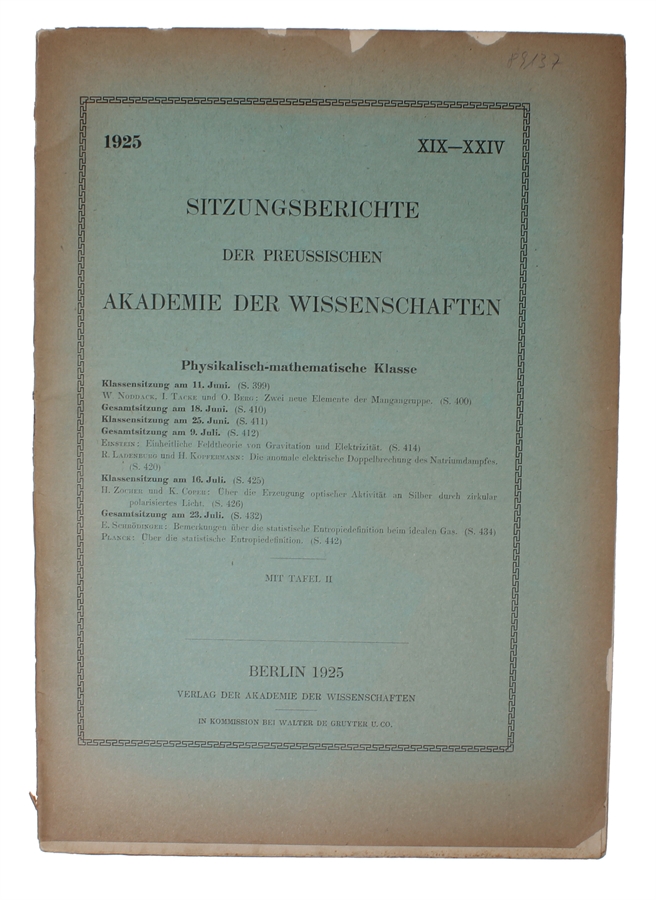 89137
1925 XIX—XXIV
SITZUNGSBERICHTE
DER PREUSSISCHEN
AKADEMIE DER WISSENSCHAFTEN
Physikalisch-mathematische Klasse
Klassensitzung am 11. Juni. (S. 399)
W NODDACK, I. TACKE und O. BERG: Zwei neue Elemente der Mangangruppe. (S. 400)
Gesamtsitzung am 18. Juni. (S. 410)
Klassensitzung am 25. Juni. (S. 411)
Gesamtsitzung am 9. Juli. (S. 412)
EINSTEIN: Einheitliche Feldtheorie von Gravitation und Elektrizität. (S. 414)
R. LADENBURG und H. KOPFERMANN: Die anomale elektrische Doppelbrechung des Natriumdampfes.
(S. 420)
Klassensitzung am 16. Juli. (S. 425)
H. ZOCHER und K. COPER: Über die Erzeugung optischer Aktivität an Silber durch zirkular
polarisiertes Licht. (S. 426)
Gesamtsitzung am 23. Juli. (S. 432)
E. SCHRÖDINGER: Bemerkungen über die statistische Entropiedefinition beim idealen Gas. (S. 434)
PLANCK: Über die statistische Entropiedefinition. (S. 442)
MIT TAFEL II
BERLIN 1925
VERLAG DER AKADEMIE DER WISSENSCHAFTEN
IN KOMMISSION BEI WALTER DE GRUYTER U. CO.